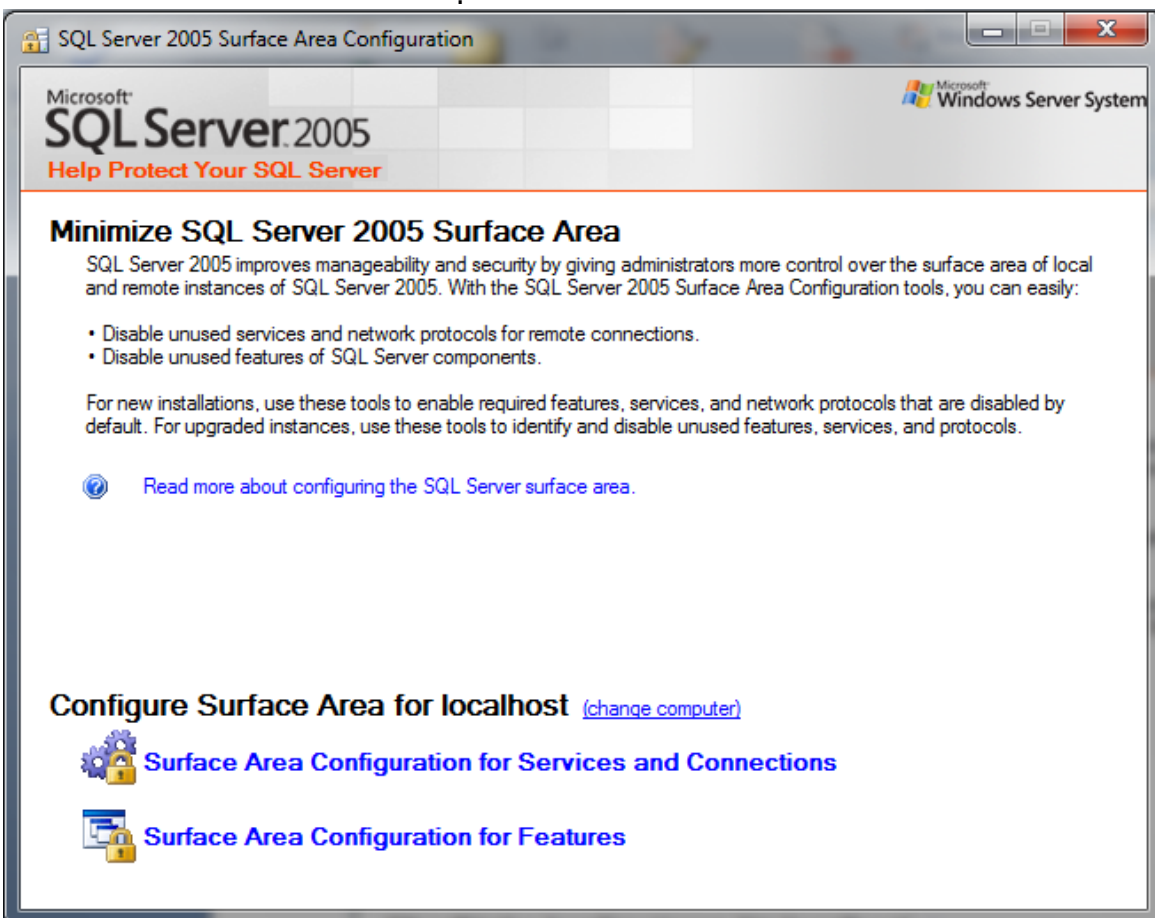 SQL Server 2005 Surface Area Configuration
Microsoft
Windows Server System
Microsoft
SQL Server 2005
Help Protect Your SQL Server
Minimize SQL Server 2005 Surface Area
SQL Server 2005 improves manageability and security by giving administrators more control over the surface area of local
and remote instances of SQL Server 2005. With the SQL Server 2005 Surface Area Configuration tools, you can easily:
• Disable unused services and network protocols for remote connections.
• Disable unused features of SQL Server components.
For new installations, use these tools to enable required features, services, and network protocols that are disabled by
default. For upgraded instances, use these tools to identify and disable unused features, services, and protocols.
Read more about configuring the SQL Server surface area.
Configure Surface Area for localhost (change computer)
Surface Area Configuration for Services and Connections
Surface Area Configuration for Features